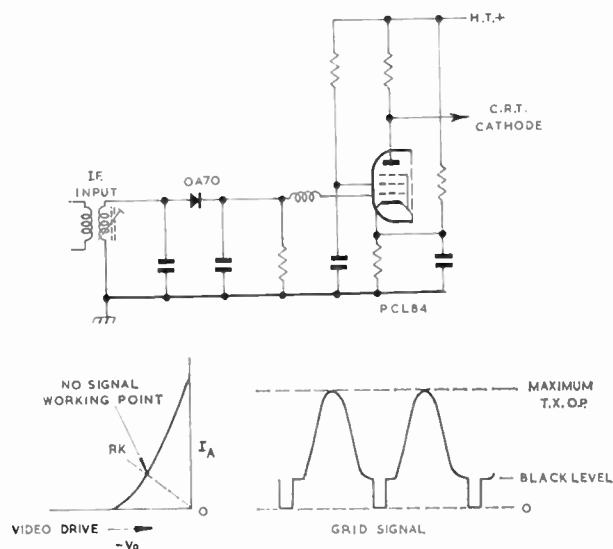 H.T.+
C.R.T.
CATHODE
I.F.
INPUT
OA70
PCL84
NO SIGNAL
WORKING POINT
RK
IA
O
VIDEO DRIVE
-Vg
MAXIMUM
T.X.O.P.
BLACK LEVEL
O
GRID SIGNAL